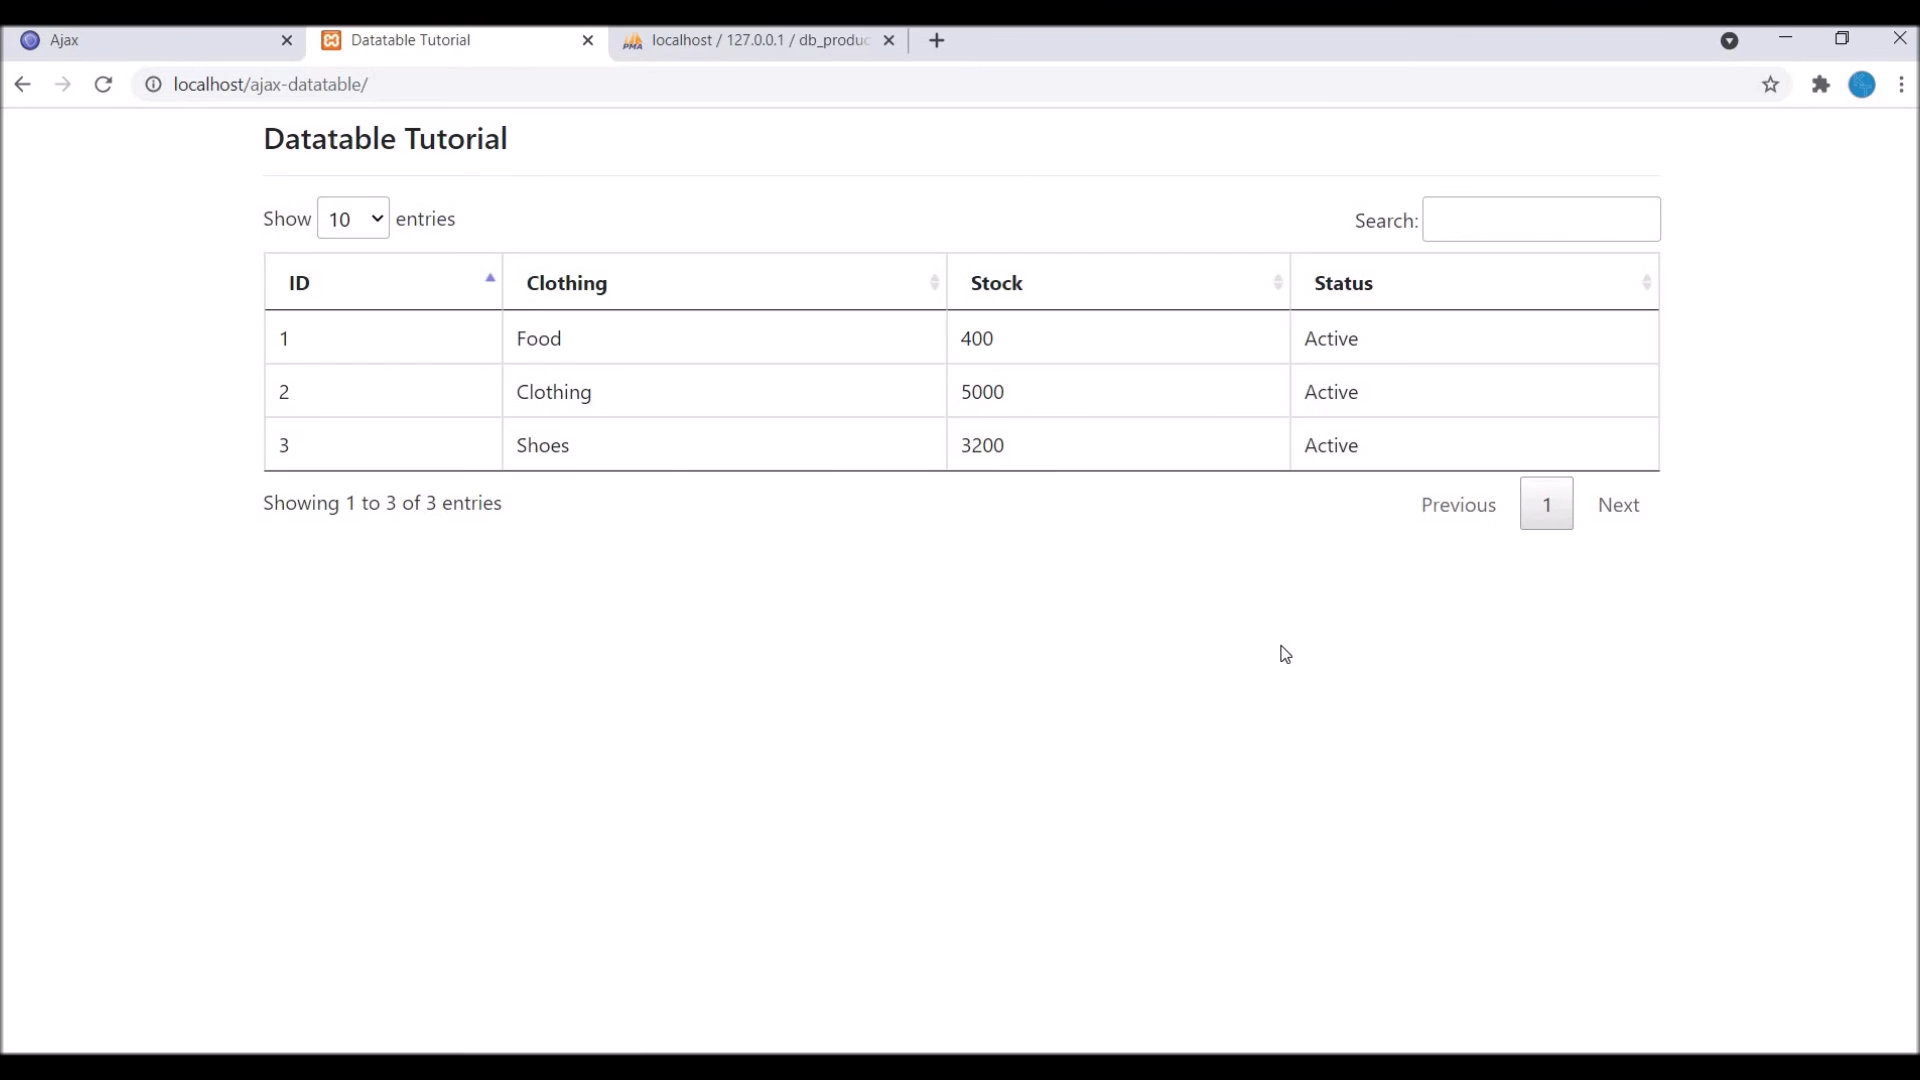 Ajax
Datatable Tutorial
PMA localhost / 127.0.0.1 / db_produc
localhost/ajax-datatable/
Datatable Tutorial
Show 10 entries Search:
ID Clothing Stock Status
1 Food 400 Active
2 Clothing 5000 Active
3 Shoes 3200 Active
Showing 1 to 3 of 3 entries Previous 1 Next